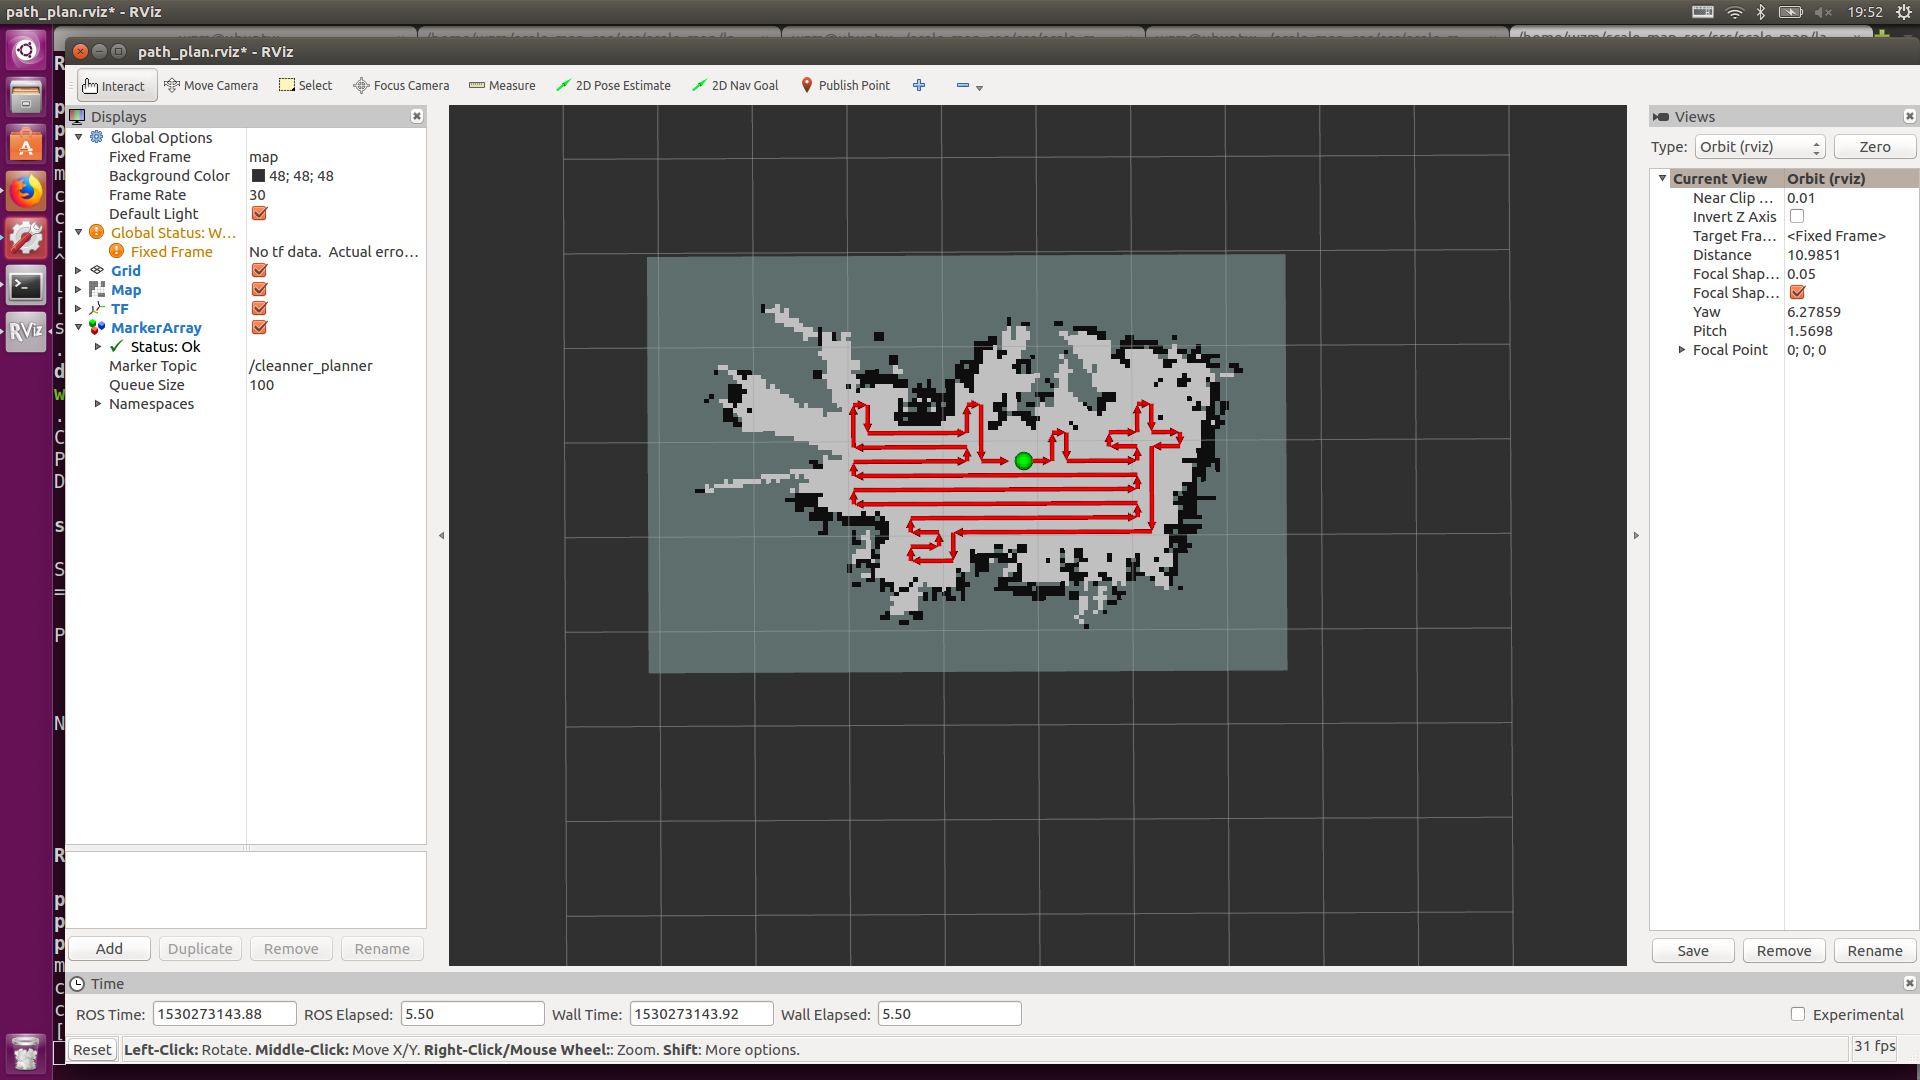 path_plan.rviz* - RViz
19:52
path_plan.rviz* - RViz
Interact Move Camera Select Focus Camera Measure 2D Pose Estimate 2D Nav Goal Publish Point
Displays
Global Options
Fixed Frame map
Background Color 48; 48; 48
Frame Rate 30
Default Light
Global Status: W...
Fixed Frame No tf data. Actual erro...
Grid
Map
TF
MarkerArray
Status: Ok
Marker Topic /cleanner_planner
Queue Size 100
Namespaces
Add Duplicate Remove Rename
Views
Type: Orbit (rviz) Zero
Current View Orbit (rviz)
Near Clip ... 0.01
Invert Z Axis
Target Fra... <Fixed Frame>
Distance 10.9851
Focal Shap... 0.05
Focal Shap...
Yaw 6.27859
Pitch 1.5698
Focal Point 0; 0; 0
Save Remove Rename
Time
ROS Time: 1530273143.88 ROS Elapsed: 5.50 Wall Time: 1530273143.92 Wall Elapsed: 5.50 Experimental
Reset Left-Click: Rotate. Middle-Click: Move X/Y. Right-Click/Mouse Wheel:: Zoom. Shift: More options. 31 fps
RViz